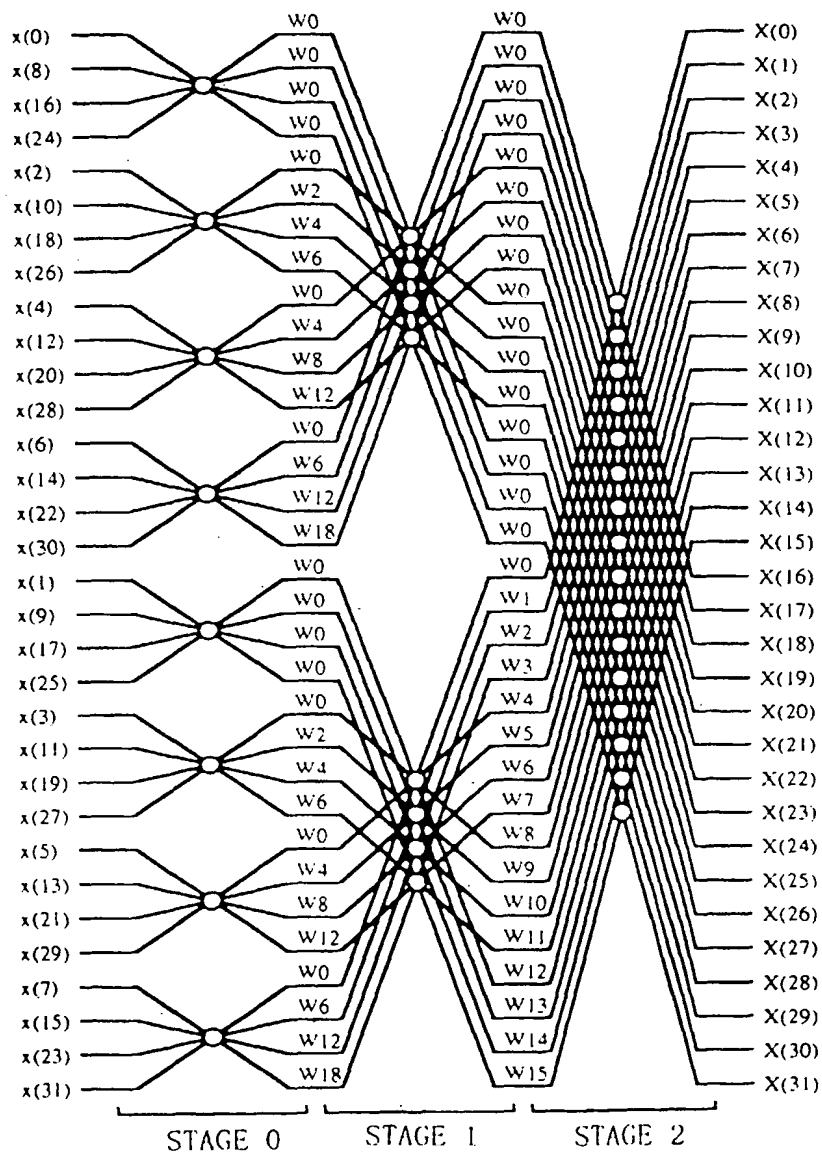 x(0) W0 W0 X(0)
x(8) W0 W0 X(1)
x(16) W0 W0 X(2)
x(24) W0 W0 X(3)
x(2) W0 W0 X(4)
x(10) W2 W0 X(5)
x(18) W4 W0 X(6)
x(26) W6 W0 X(7)
x(4) W0 W0 X(8)
x(12) W4 W0 X(9)
x(20) W8 W0 X(10)
x(28) W12 W0 X(11)
x(6) W0 W0 X(12)
x(14) W6 W0 X(13)
x(22) W12 W0 X(14)
x(30) W18 W0 X(15)
x(1) W0 W0 X(16)
x(9) W0 W1 X(17)
x(17) W0 W2 X(18)
x(25) W0 W3 X(19)
x(3) W0 W4 X(20)
x(11) W2 W5 X(21)
x(19) W4 W6 X(22)
x(27) W6 W7 X(23)
x(5) W0 W8 X(24)
x(13) W4 W9 X(25)
x(21) W8 W10 X(26)
x(29) W12 W11 X(27)
x(7) W0 W12 X(28)
x(15) W6 W13 X(29)
x(23) W12 W14 X(30)
x(31) W18 W15 X(31)
STAGE 0 STAGE 1 STAGE 2